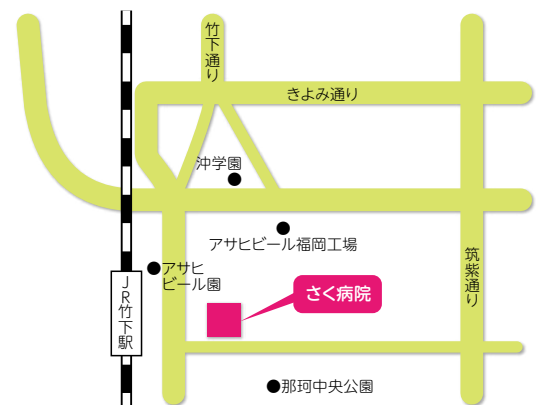 竹下通り
きよみ通り
沖学園
アサヒビール福岡工場
アサヒ
ビール園
筑紫通り
JR竹下駅
さく病院
那珂中央公園